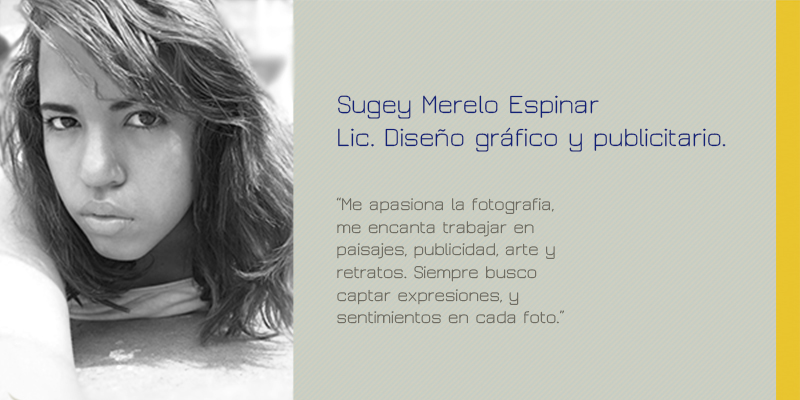 Sugey Merelo Espinar
Lic. Diseño gráfico y publicitario.
"Me apasiona la fotografia,
me encanta trabajar en
paisajes, publicidad, arte y
retratos. Siempre busco
captar expresiones, y
sentimientos en cada foto."